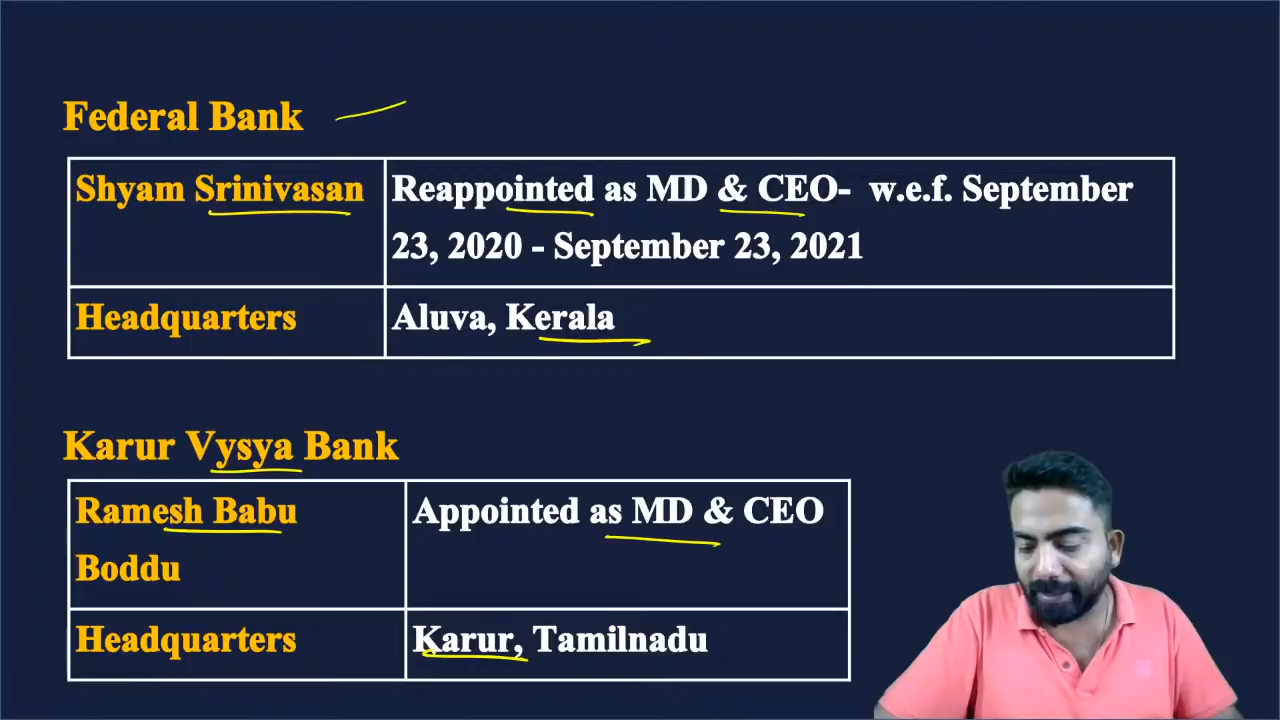 Federal Bank
Shyam Srinivasan
Reappointed as MD & CEO- w.e.f. September
23, 2020 - September 23, 2021
Headquarters
Aluva, Kerala
Karur Vysya Bank
Ramesh Babu
Boddu
Appointed as MD & CEO
Headquarters
Karur, Tamilnadu